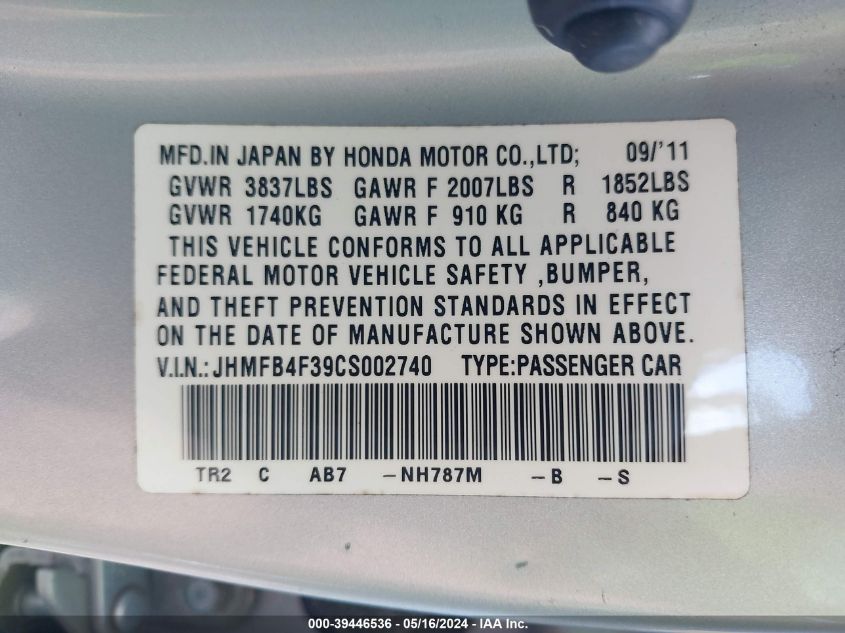 MFD.IN JAPAN BY HONDA MOTOR CO.,LTD; 09/'11
GVWR 3837LBS GAWR F 2007LBS R 1852LBS
GVWR 1740KG GAWR F 910 KG R 840 KG
THIS VEHICLE CONFORMS TO ALL APPLICABLE
FEDERAL MOTOR VEHICLE SAFETY ,BUMPER,
AND THEFT PREVENTION STANDARDS IN EFFECT
ON THE DATE OF MANUFACTURE SHOWN ABOVE.
V.I.N.: JHMFB4F39CS002740 TYPE:PASSENGER CAR
TR2 C AB7 -NH787M -B -S
000-39446536 - 05/16/2024 - IAA Inc.